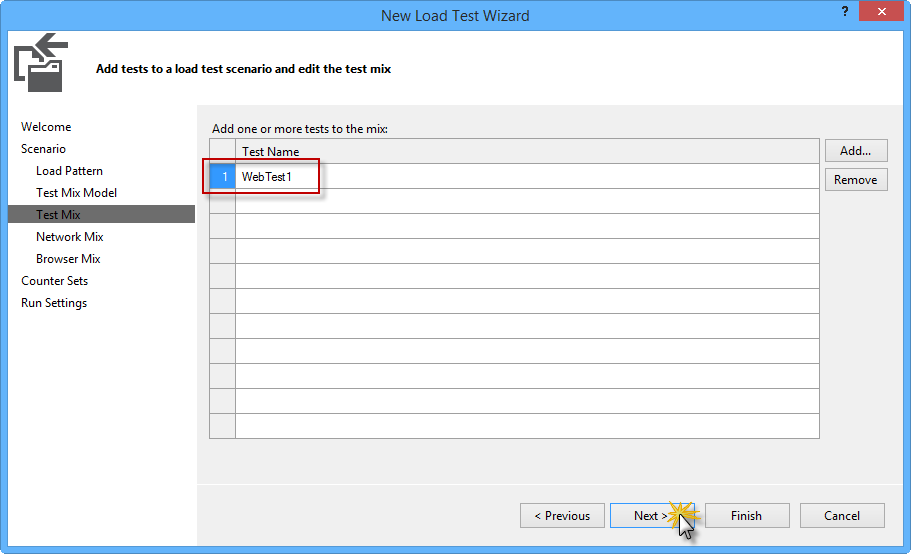 New Load Test Wizard
?
Add tests to a load test scenario and edit the test mix
Welcome
Scenario
Load Pattern
Test Mix Model
Test Mix
Network Mix
Browser Mix
Counter Sets
Run Settings
Add one or more tests to the mix:
Test Name
1 WebTest1
Add...
Remove
< Previous
Next >
Finish
Cancel